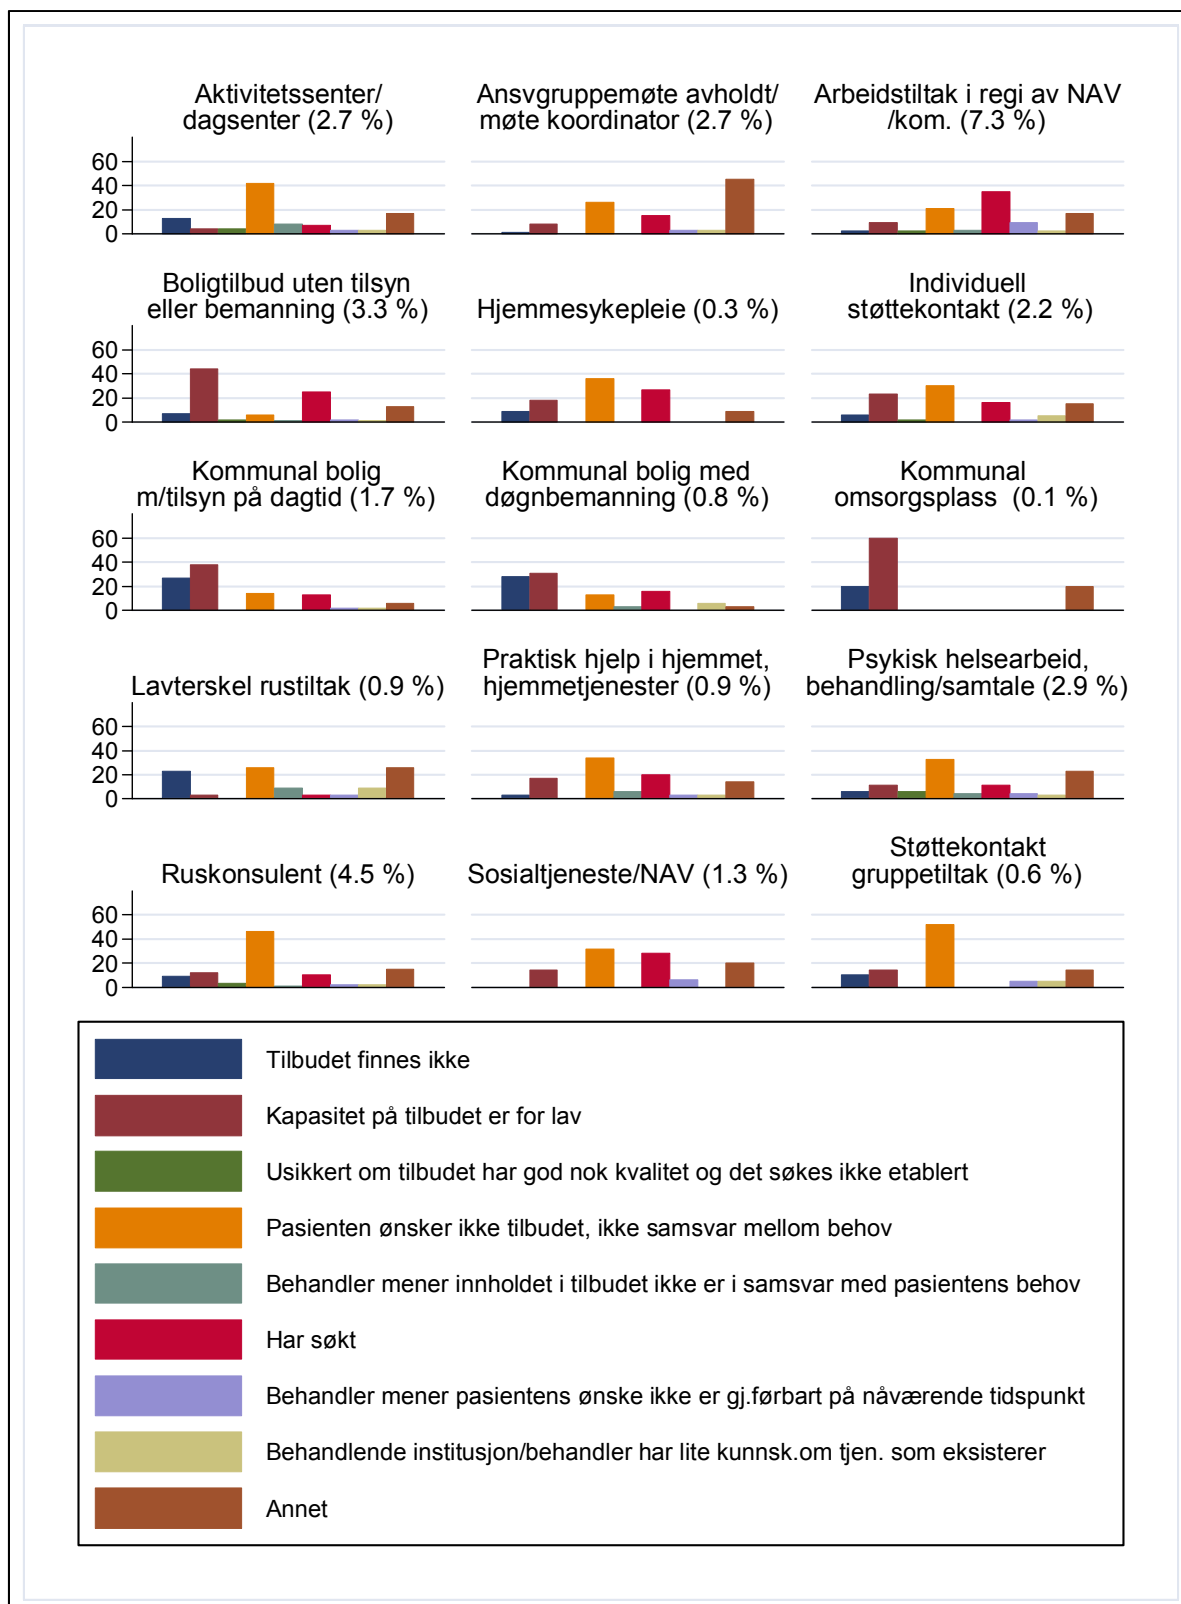 Aktivitetssenter/
dagsenter (2.7 %)
Ansvgruppemøte avholdt/
møte koordinator (2.7 %)
Arbeidstiltak i regi av NAV
/kom. (7.3 %)
60
40
20
0
Boligtilbud uten tilsyn
eller bemanning (3.3 %)
Hjemmesykepleie (0.3 %)
Individuell
støttekontakt (2.2 %)
60
40
20
0
Kommunal bolig
m/tilsyn på dagtid (1.7 %)
Kommunal bolig med
døgnbemanning (0.8 %)
Kommunal
omsorgsplass (0.1 %)
60
40
20
0
Lavterskel rustiltak (0.9 %)
Praktisk hjelp i hjemmet,
hjemmetjenester (0.9 %)
Psykisk helsearbeid,
behandling/samtale (2.9 %)
60
40
20
0
Ruskonsulent (4.5 %)
Sosialtjeneste/NAV (1.3 %)
Støttekontakt
gruppetiltak (0.6 %)
60
40
20
0
Tilbudet finnes ikke
Kapasitet på tilbudet er for lav
Usikkert om tilbudet har god nok kvalitet og det søkes ikke etablert
Pasienten ønsker ikke tilbudet, ikke samsvar mellom behov
Behandler mener innholdet i tilbudet ikke er i samsvar med pasientens behov
Har søkt
Behandler mener pasientens ønske ikke er gj.førbart på nåværende tidspunkt
Behandlende institusjon/behandler har lite kunnsk.om tjen. som eksisterer
Annet